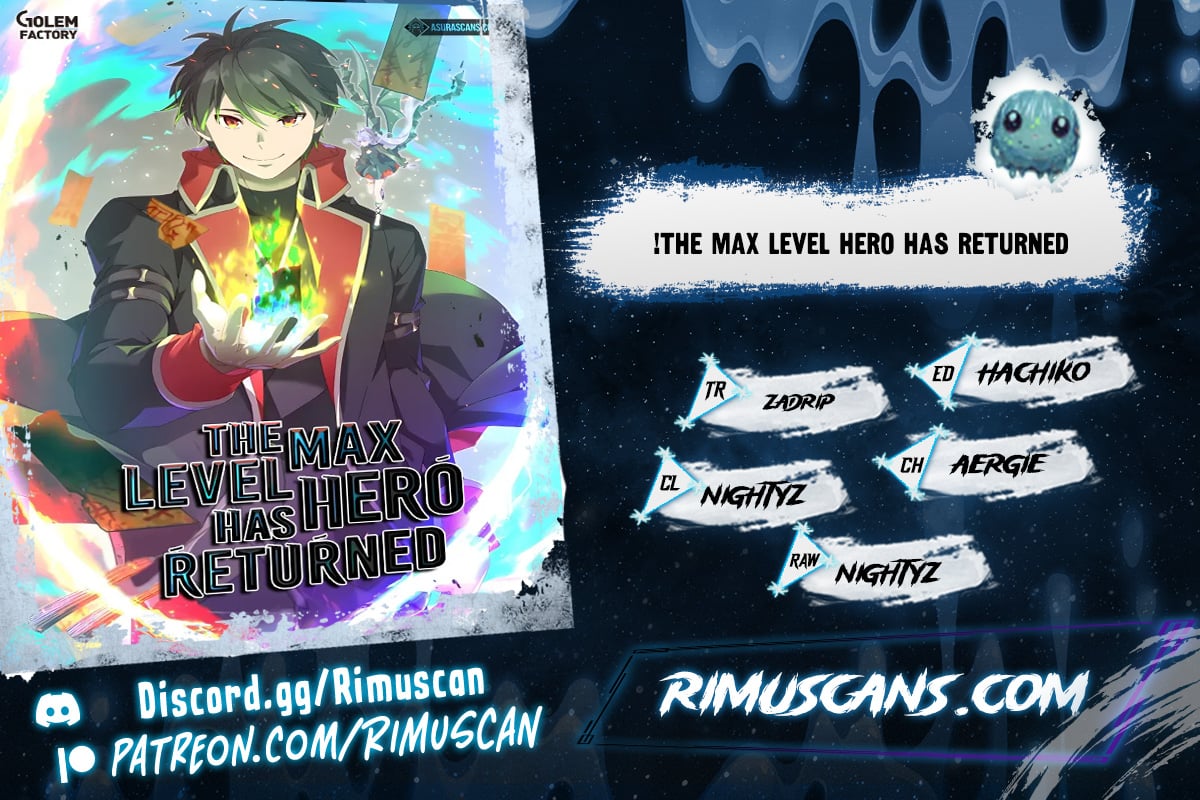 GOLEM
FACTORY
ASURASCANS.C
THE MAX
LEVEL HERO
HAS
RETURNED
!THE MAX LEVEL HERO HAS RETURNED
TR ZADRIP
ED HACHIKO
CL NIGHTYZ
CH AERGIE
RAW NIGHTYZ
Discord.gg/Rimuscan
PATREON.COM/RIMUSCAN
RIMUSCANS.COM